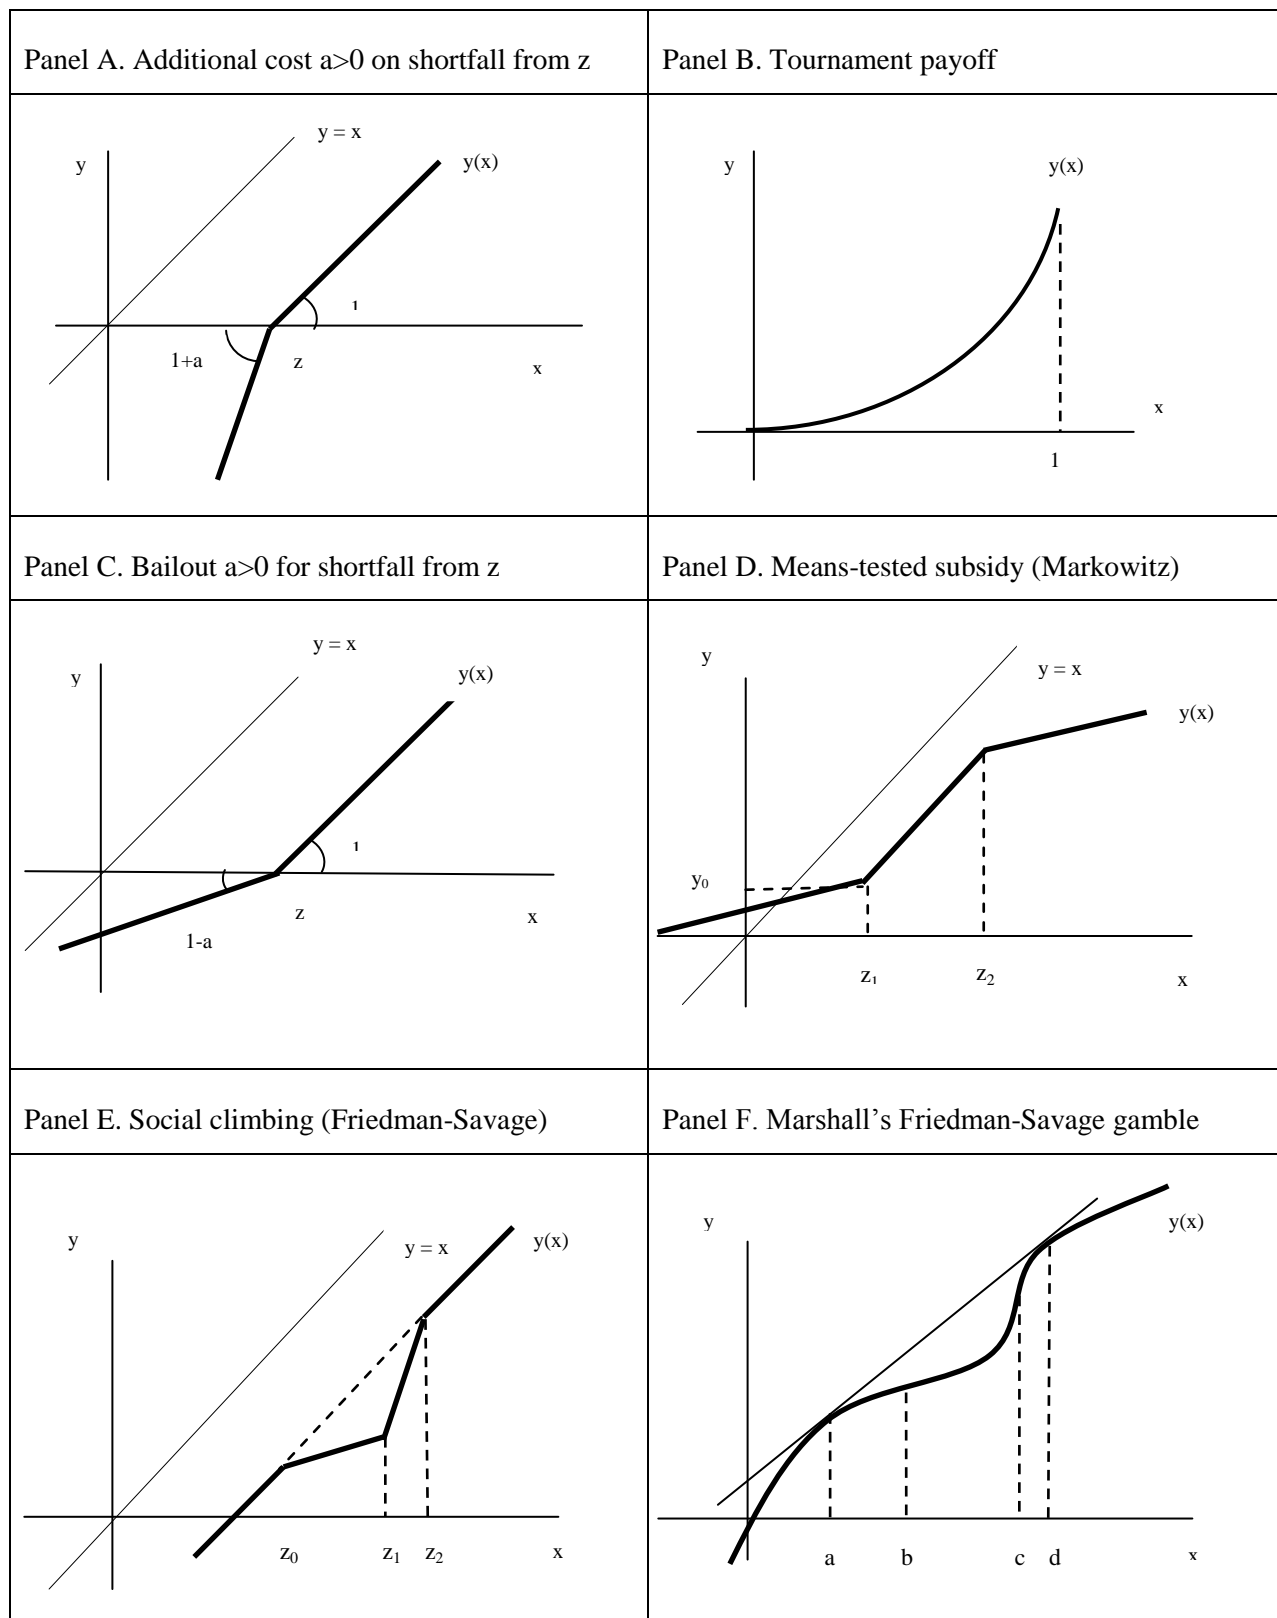 Panel A. Additional cost a>0 on shortfall from z
Panel B. Tournament payoff
y = x
y
y(x)
1
1+a
z
x
y
y(x)
x
1
Panel C. Bailout a>0 for shortfall from z
Panel D. Means-tested subsidy (Markowitz)
y = x
y
y(x)
1
z
x
1-a
y
y = x
y(x)
y₀
z₁
z₂
x
Panel E. Social climbing (Friedman-Savage)
Panel F. Marshall's Friedman-Savage gamble
y
y = x
y(x)
z₀
z₁
z₂
x
y
y(x)
a
b
c
d
x